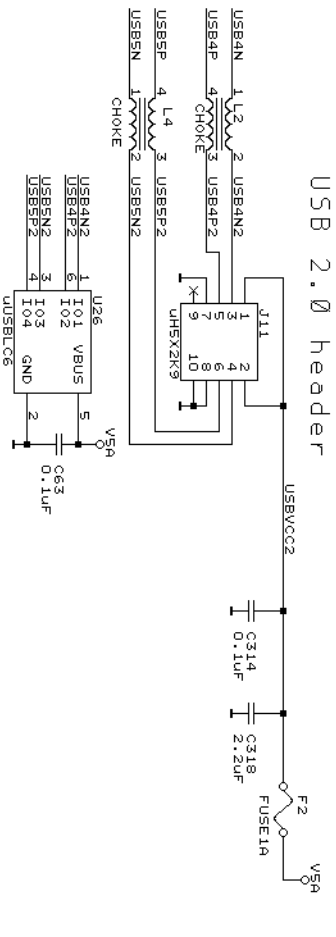 USB 2.0 header
USB4N 1 L2 2 USB4N2
USB4P 4 3 USB4P2
CHOKE
USB5P 4 L4 3 USB5P2
USB5N 1 2 USB5N2
CHOKE
J11
1 2
3 4
5 6
7 8
9 10
uH5X2K9
USBVCC2
C314
0.1uF
C318
2.2uF
F2
FUSE1A
V5A
U26
USB4N2 1 IO1 VBUS 5
USB4P2 6 IO2
USB5N2 3 IO3
USB5P2 4 IO4 GND 2
uUSBLC6
V5A
C63
0.1uF